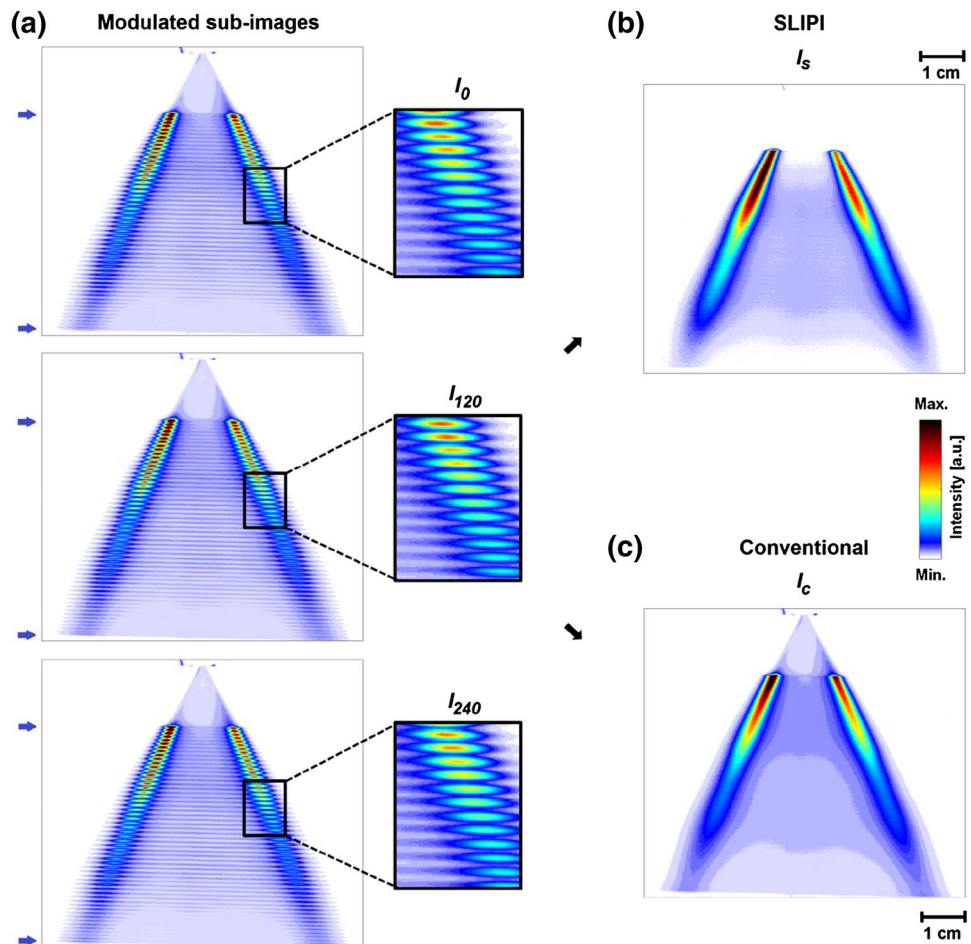 (a) Modulated sub-images
I0
I120
I240
(b) SLIPI
Is
1 cm
Max.
Intensity [a.u.]
Min.
(c) Conventional
Ic
1 cm